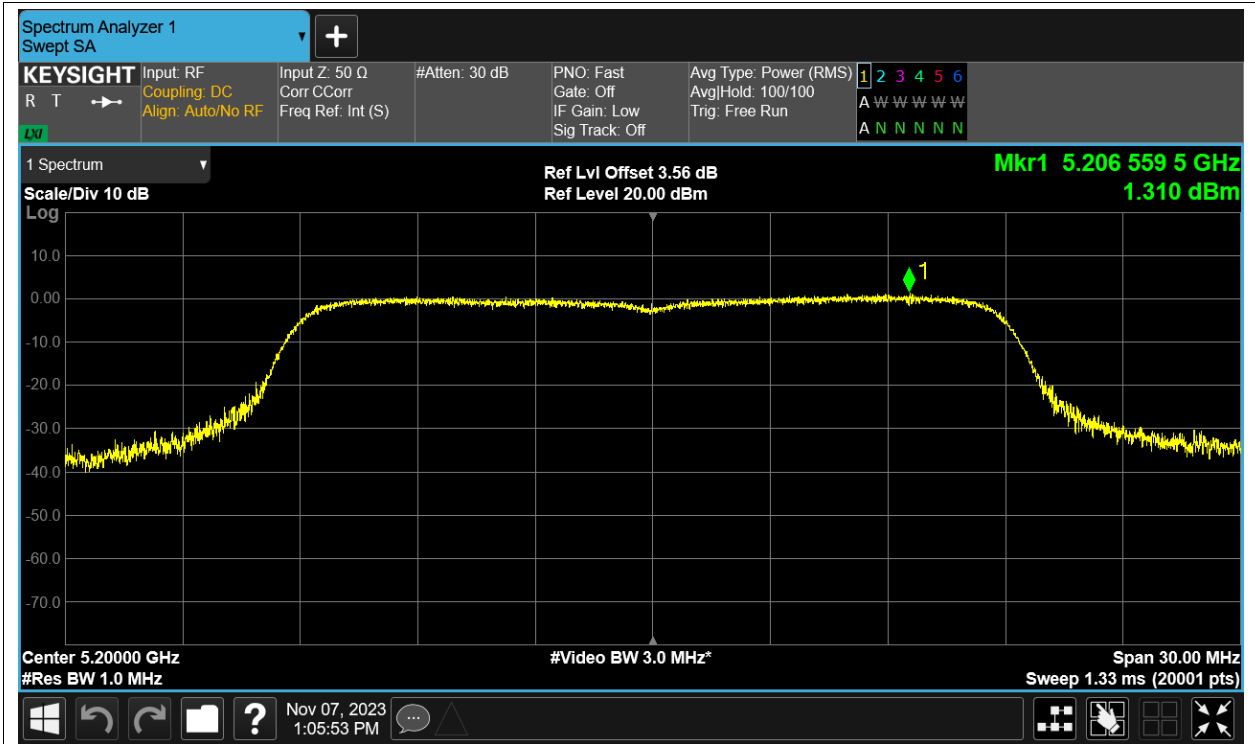 Spectrum Analyzer 1
Swept SA
KEYSIGHT
R T
LXI
Input: RF
Coupling: DC
Align: Auto/No RF
Input Z: 50 Ω
Corr CCorr
Freq Ref: Int (S)
#Atten: 30 dB
PNO: Fast
Gate: Off
IF Gain: Low
Sig Track: Off
Avg Type: Power (RMS)
Avg|Hold: 100/100
Trig: Free Run
1 2 3 4 5 6
A W W W W W
A N N N N N
1 Spectrum
Scale/Div 10 dB
Log
Ref Lvl Offset 3.56 dB
Ref Level 20.00 dBm
Mkr1 5.206 559 5 GHz
1.310 dBm
1
10.0
0.00
-10.0
-20.0
-30.0
-40.0
-50.0
-60.0
-70.0
Center 5.20000 GHz
#Res BW 1.0 MHz
#Video BW 3.0 MHz*
Span 30.00 MHz
Sweep 1.33 ms (20001 pts)
?
Nov 07, 2023
1:05:53 PM